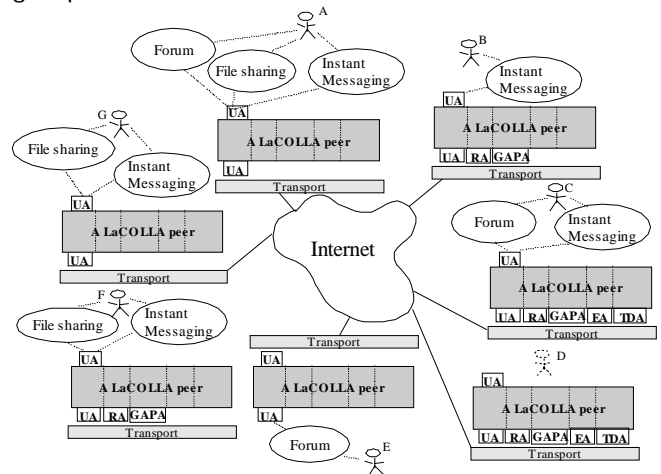 A
Forum
File sharing
Instant
Messaging
UA
A LaCOLLA peer
UA
Transport
B
Instant
Messaging
UA
A LaCOLLA peer
UA RA GAPA
Transport
G
File sharing
Instant
Messaging
UA
A LaCOLLA peer
UA
Transport
Internet
C
Forum
Instant
Messaging
UA
A LaCOLLA peer
UA RA GAPA EA TDA
Transport
F
File sharing
Instant
Messaging
UA
A LaCOLLA peer
UA RA GAPA
Transport
Transport
UA
A LaCOLLA peer
UA
Forum
E
D
UA
A LaCOLLA peer
UA RA GAPA EA TDA
Transport